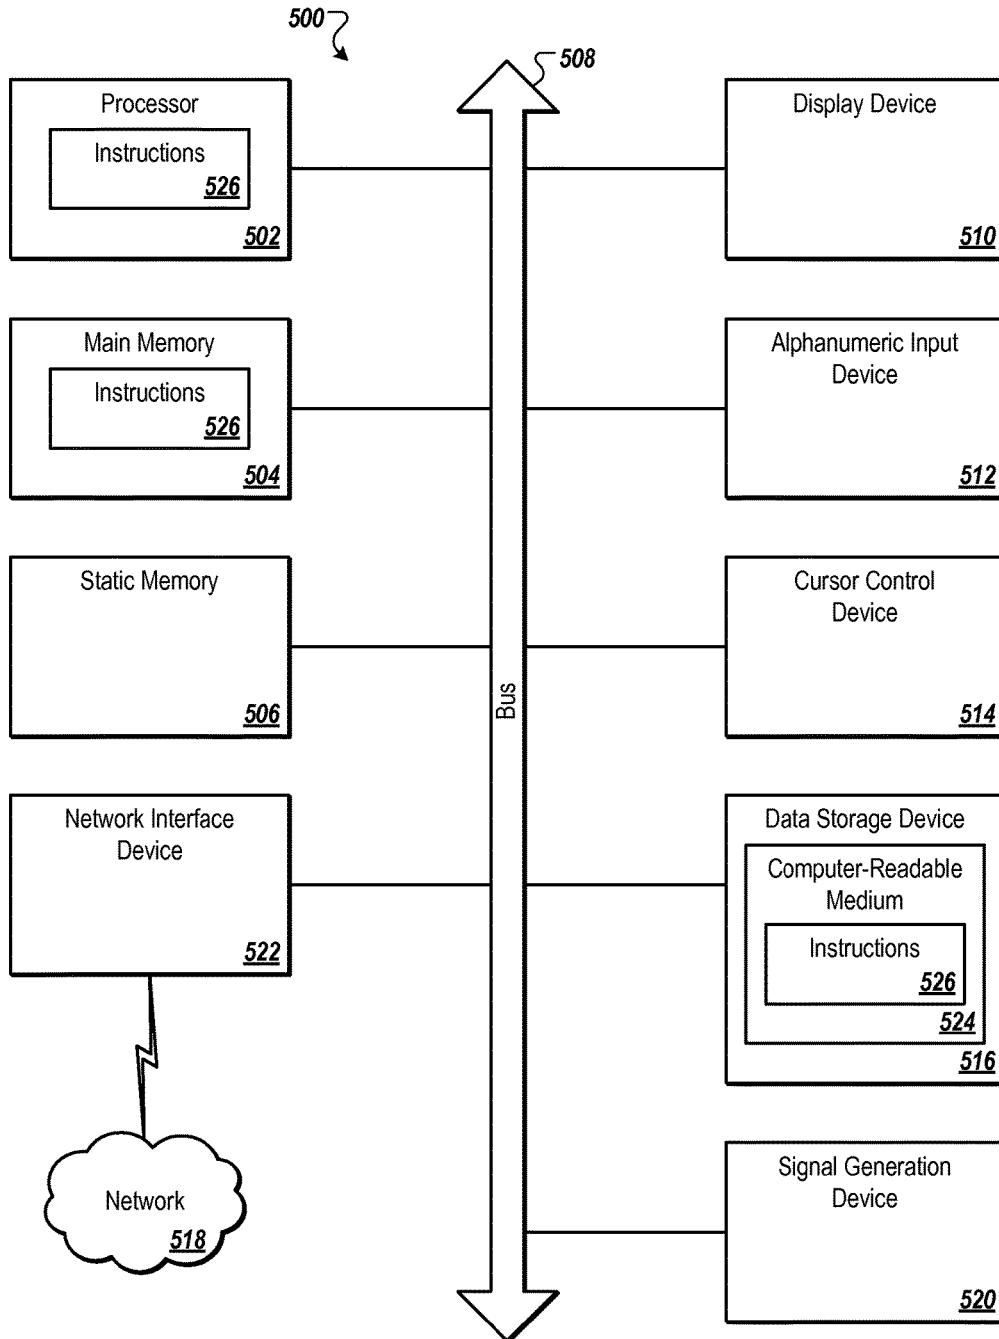 500
508
Processor
Instructions
526
502
Main Memory
Instructions
526
504
Static Memory
506
Network Interface
Device
522
Network
518
Bus
Display Device
510
Alphanumeric Input
Device
512
Cursor Control
Device
514
Data Storage Device
Computer-Readable
Medium
Instructions
526
524
516
Signal Generation
Device
520